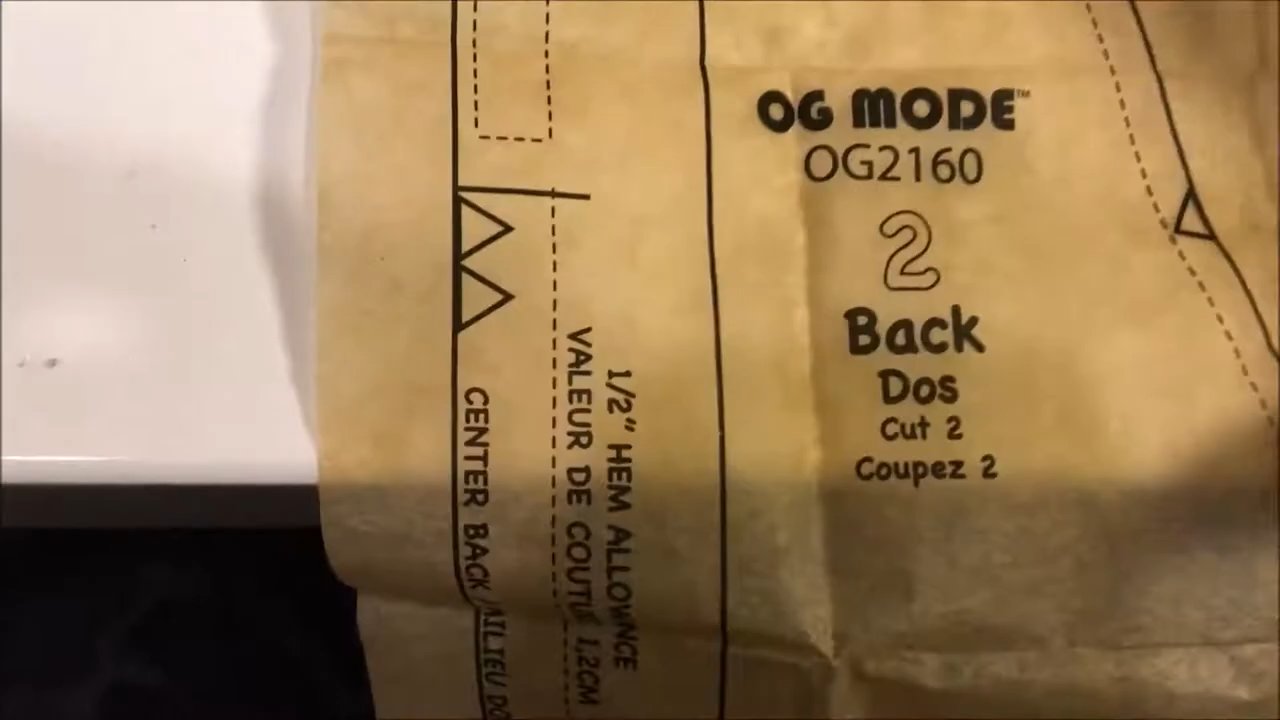 OG MODE™
OG2160
2
Back
Dos
Cut 2
Coupez 2
1/2" HEM ALLOWNCE
VALEUR DE COUTU 1,2CM
CENTER BACK